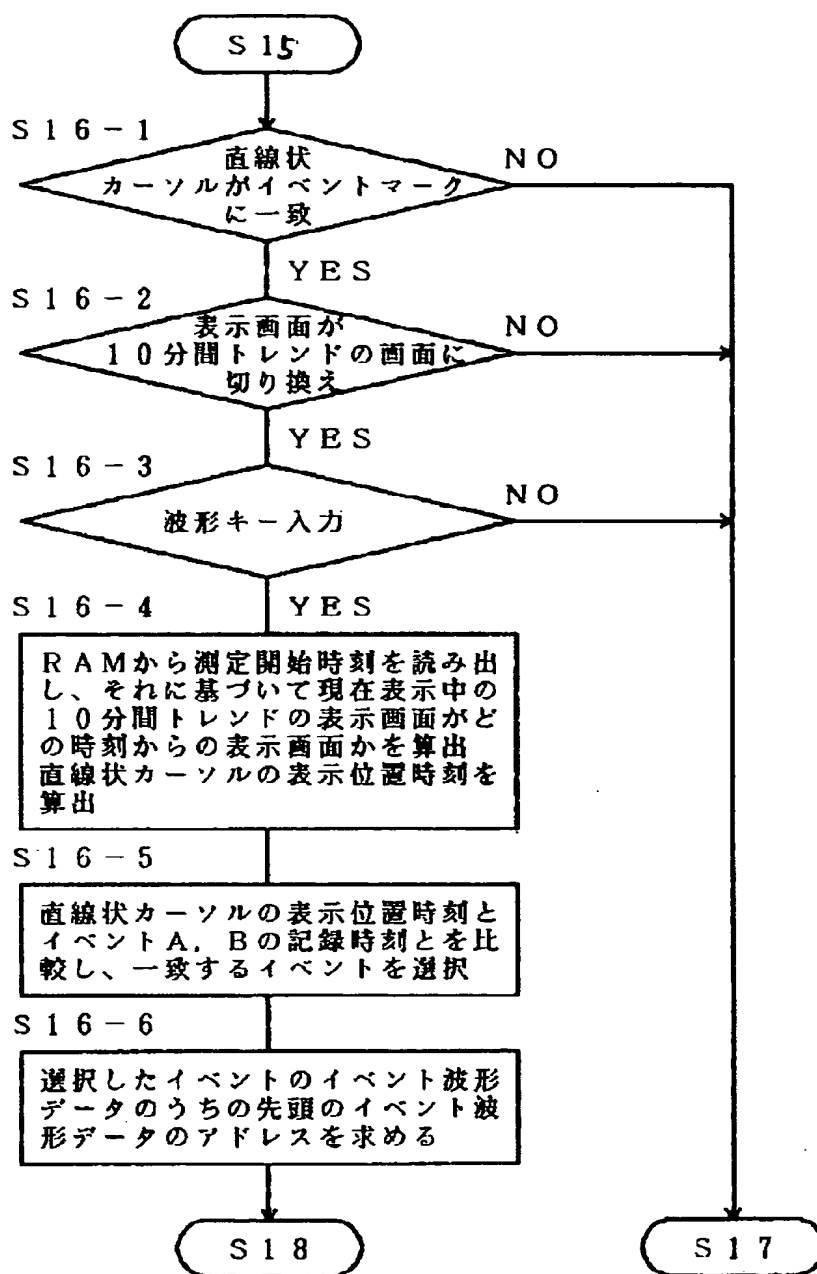 S15
S16-1
直線状
カーソルがイベントマーク
に一致
NO
YES
S16-2
表示画面が
10分間トレンドの画面に
切り換え
NO
YES
S16-3
波形キー入力
NO
S16-4
YES
RAMから測定開始時刻を読み出
し、それに基づいて現在表示中の
10分間トレンドの表示画面がど
の時刻からの表示画面かを算出
直線状カーソルの表示位置時刻を
算出
S16-5
直線状カーソルの表示位置時刻と
イベントA.Bの記録時刻とを比
較し、一致するイベントを選択
S16-6
選択したイベントのイベント波形
データのうちの先頭のイベント波
形データのアドレスを求める
S18
S17